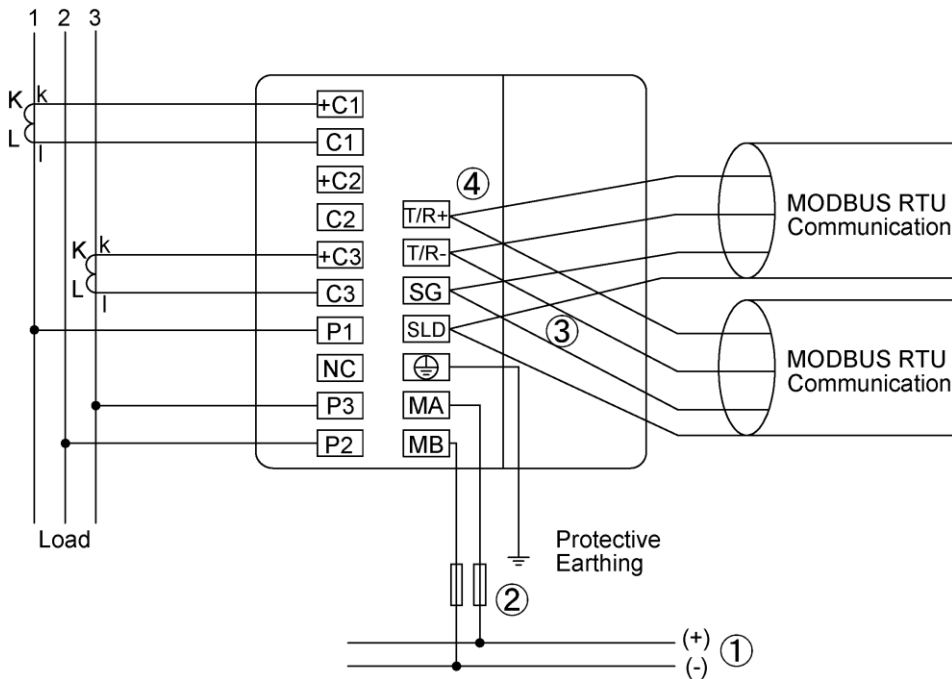 1 2 3
K k
L l
K k
L l
+C1
C1
+C2
C2
+C3
C3
P1
NC
P3
P2
④
T/R+
T/R-
SG
SLD
MA
MB
③
MODBUS RTU
Communication
MODBUS RTU
Communication
Load
Protective
Earthing
②
(+)
(-)
①